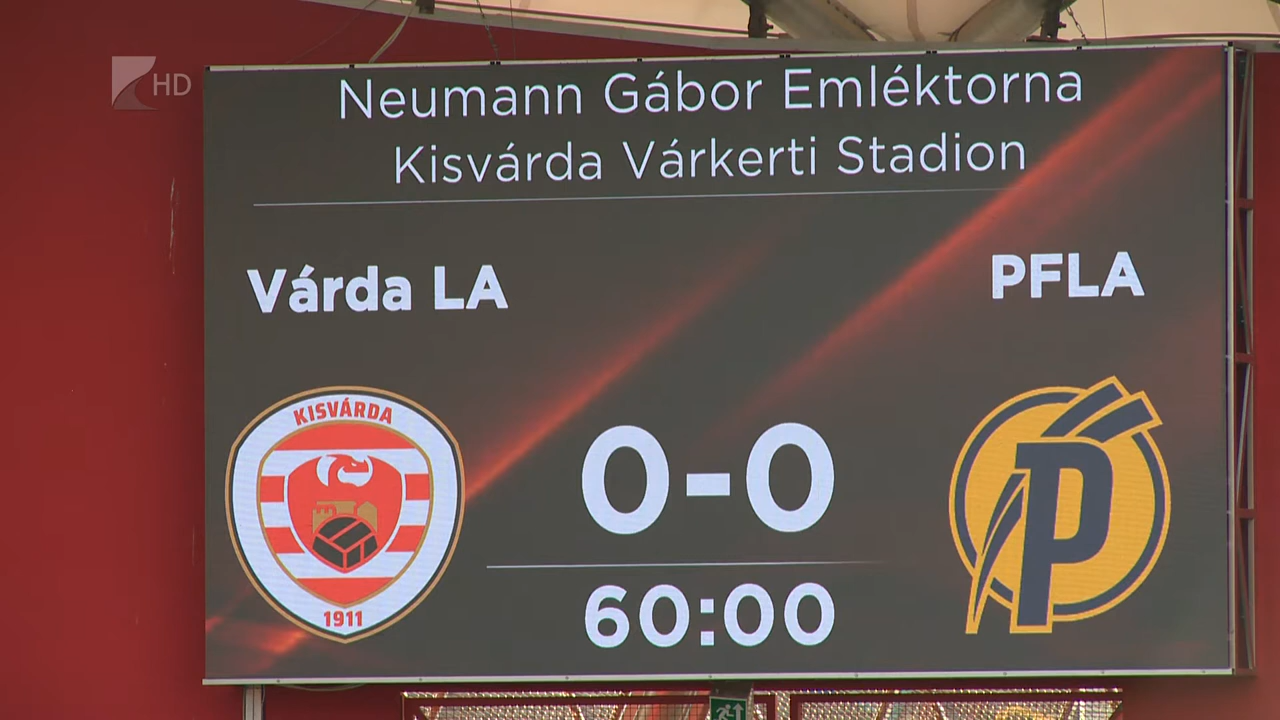 HD
Neumann Gábor Emléktorna
Kisvárda Várkerti Stadion
Várda LA
PFLA
KISVÁRDA
1911
0-0
P
60:00